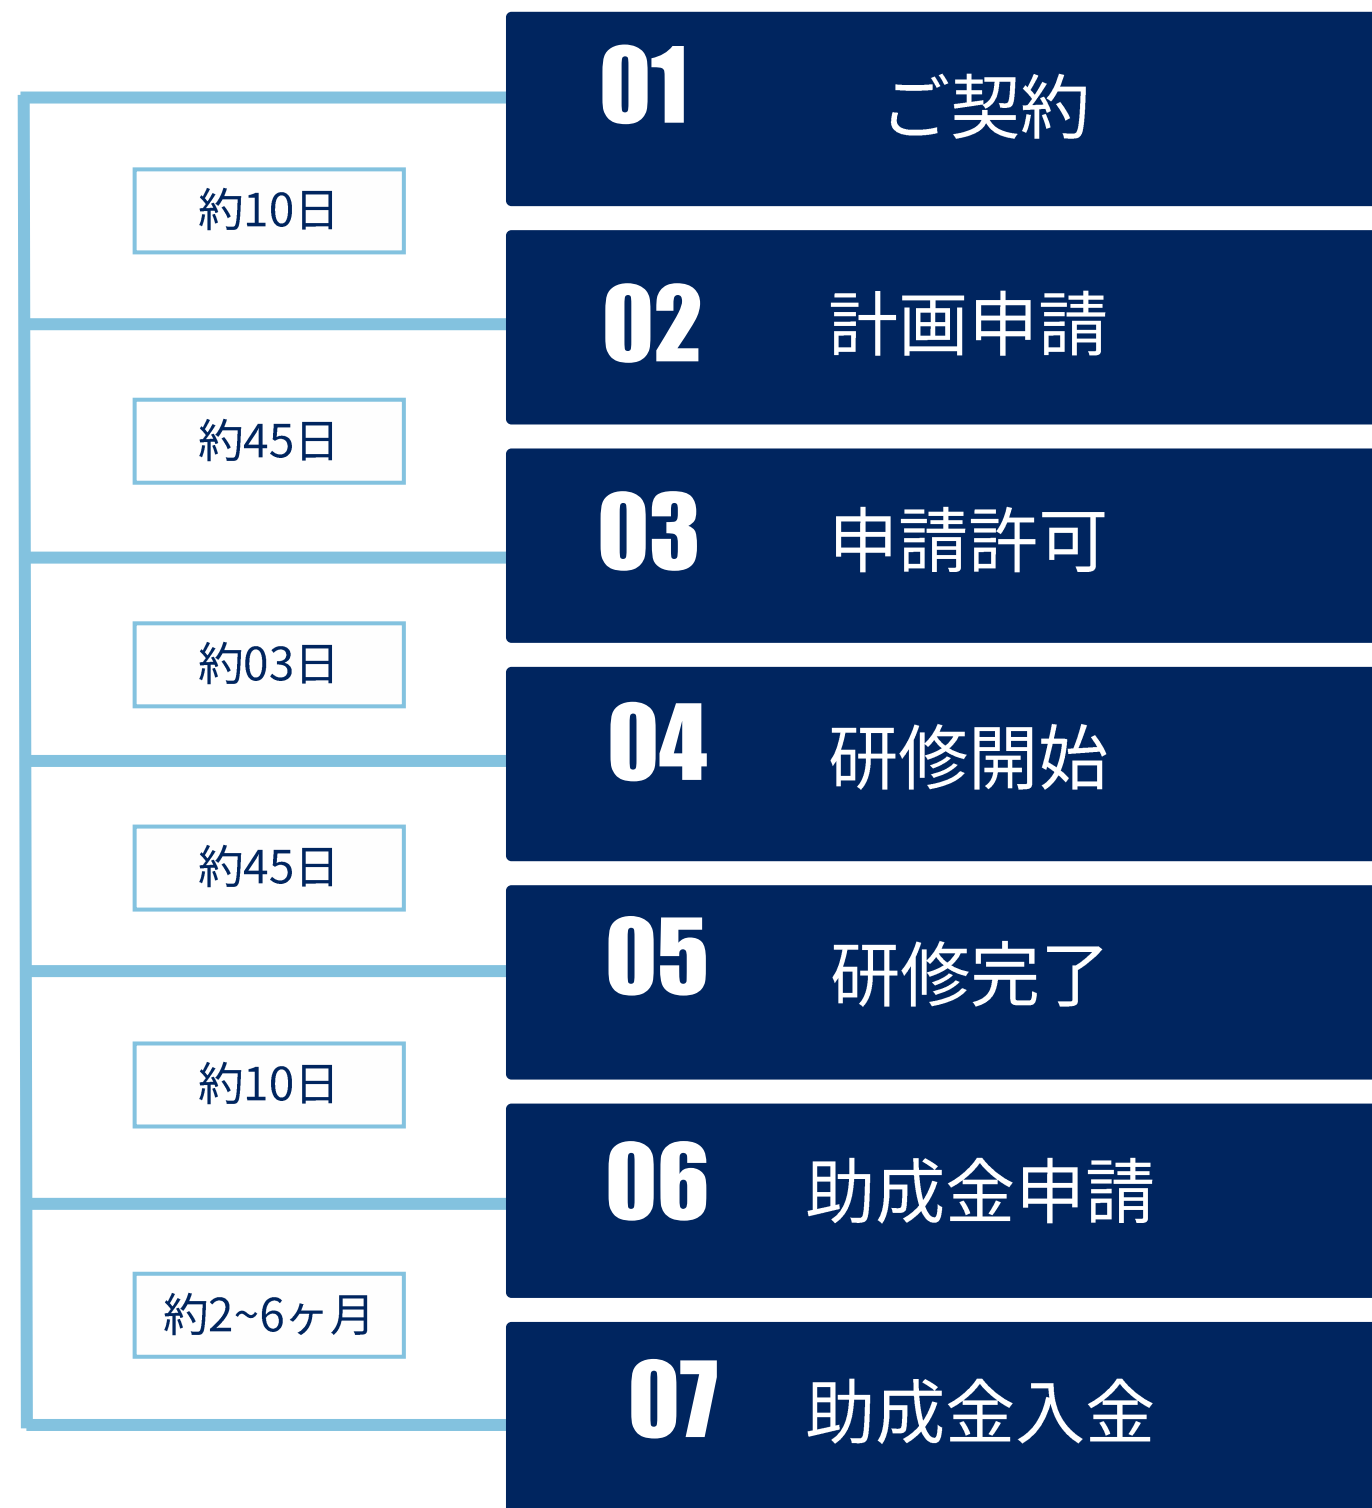 01 ご契約
約10日
02 計画申請
約45日
03 申請許可
約03日
04 研修開始
約45日
05 研修完了
約10日
06 助成金申請
約2~6ヶ月
07 助成金入金